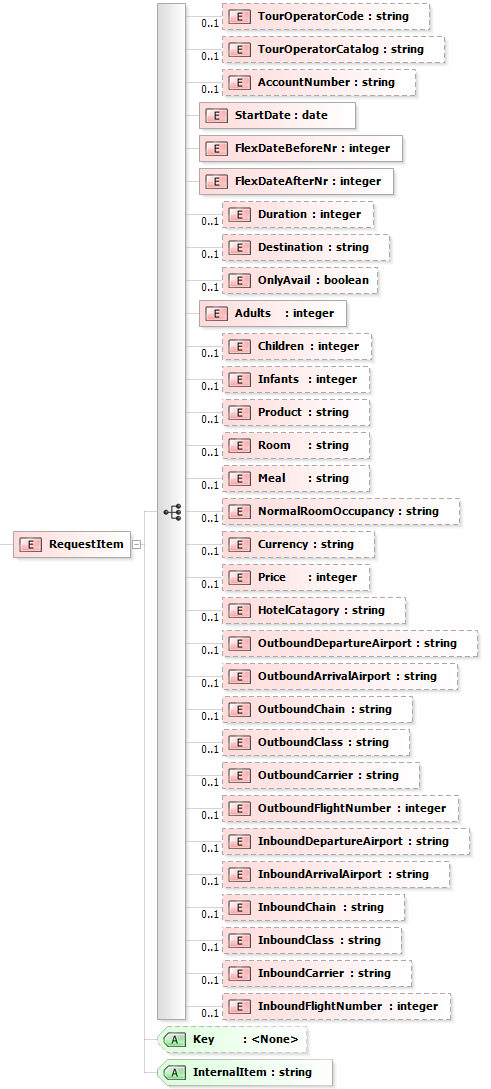 0..1 E TourOperatorCode : string
0..1 E TourOperatorCatalog : string
0..1 E AccountNumber : string
E StartDate : date
E FlexDateBeforeNr : integer
E FlexDateAfterNr : integer
0..1 E Duration : integer
0..1 E Destination : string
0..1 E OnlyAvail : boolean
E Adults : integer
0..1 E Children : integer
0..1 E Infants : integer
0..1 E Product : string
0..1 E Room : string
0..1 E Meal : string
0..1 E NormalRoomOccupancy : string
E RequestItem
0..1 E Currency : string
0..1 E Price : integer
0..1 E HotelCatagory : string
0..1 E OutboundDepartureAirport : string
0..1 E OutboundArrivalAirport : string
0..1 E OutboundChain : string
0..1 E OutboundClass : string
0..1 E OutboundCarrier : string
0..1 E OutboundFlightNumber : integer
0..1 E InboundDepartureAirport : string
0..1 E InboundArrivalAirport : string
0..1 E InboundChain : string
0..1 E InboundClass : string
0..1 E InboundCarrier : string
0..1 E InboundFlightNumber : integer
A Key : <None>
A InternalItem : string